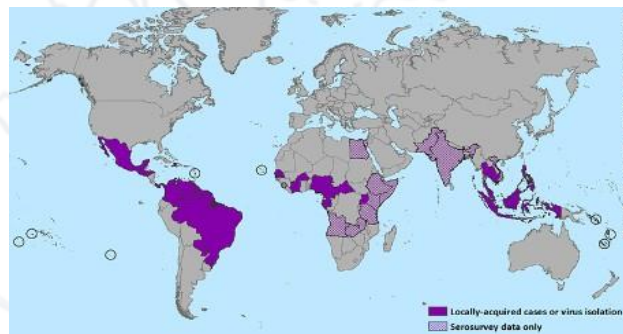 Locally-acquired cases or virus isolation
Serosurvey data only